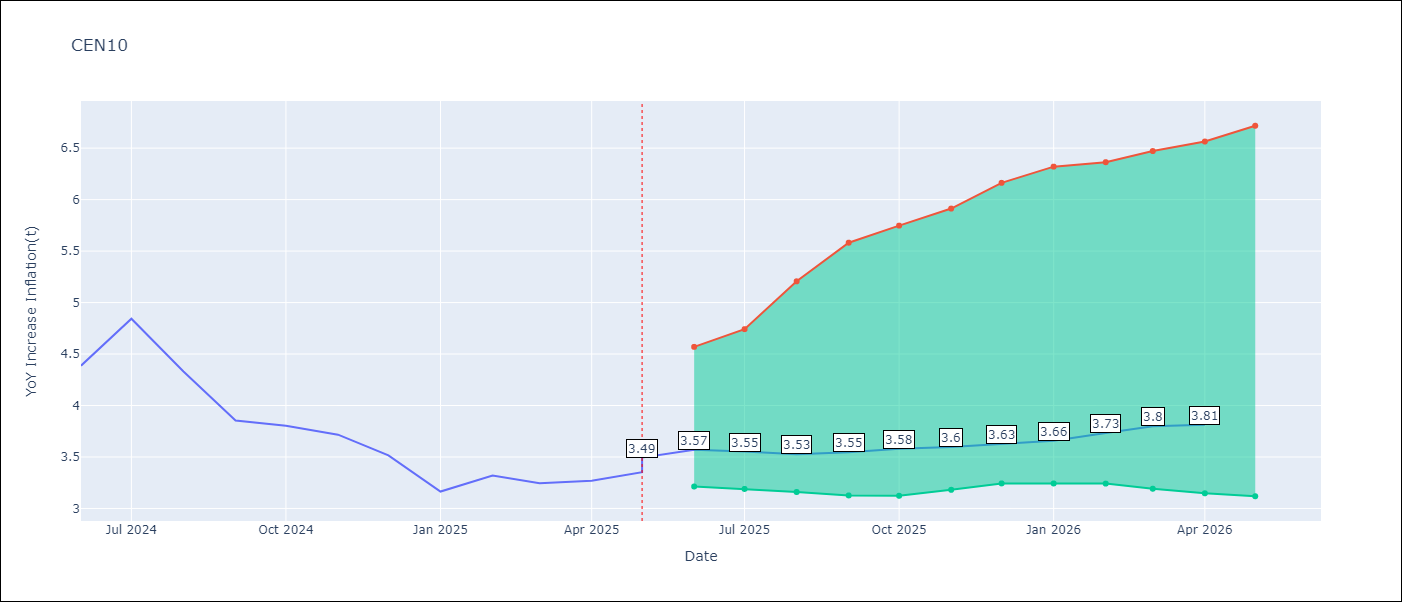 CEN10
YoY Increase Inflation(t)
6.5
6
5.5
5
4.5
4
3.5
3
3.49
3.57
3.55
3.53
3.55
3.58
3.6
3.63
3.66
3.73
3.8
3.81
Jul 2024
Oct 2024
Jan 2025
Apr 2025
Jul 2025
Oct 2025
Jan 2026
Apr 2026
Date